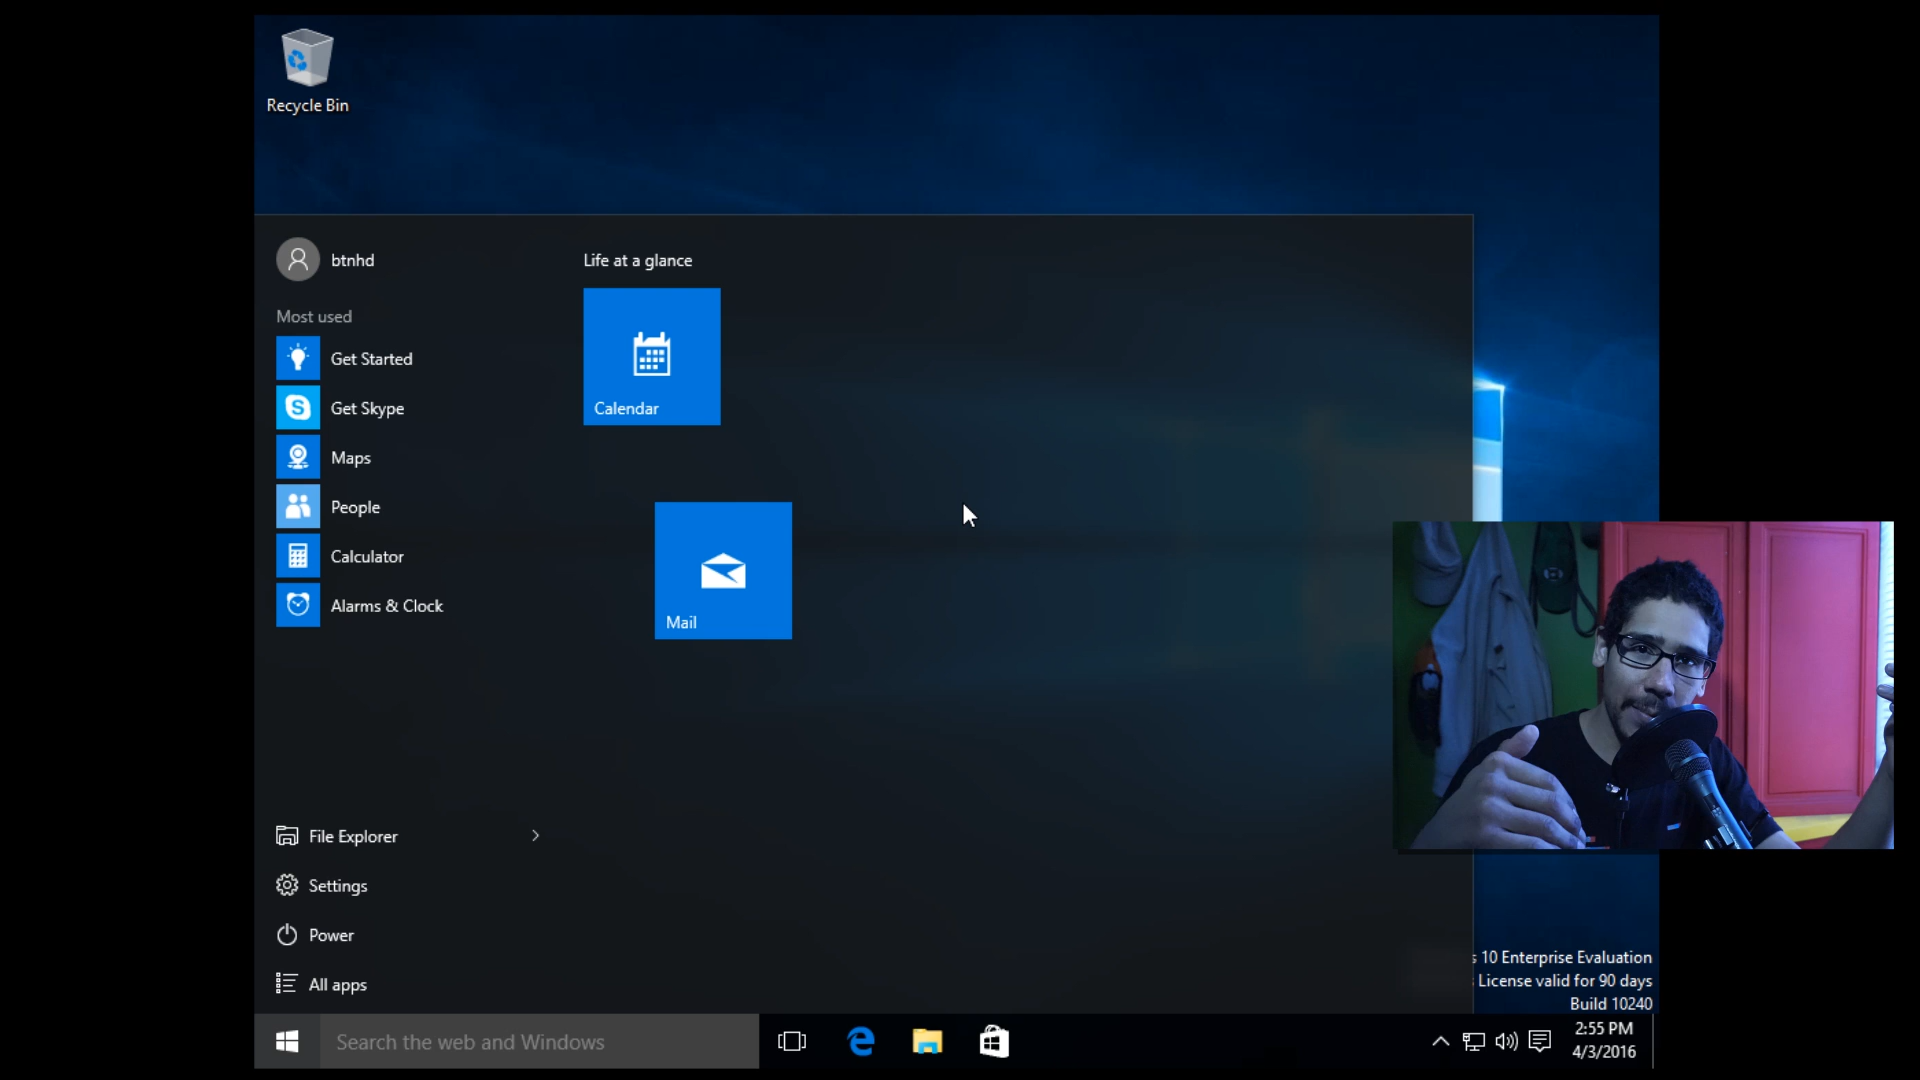 Recycle Bin
btnhd
Life at a glance
Most used
Get Started
Get Skype
Maps
People
Calculator
Alarms & Clock
Calendar
Mail
File Explorer
Settings
Power
All apps
10 Enterprise Evaluation
License valid for 90 days
Build 10240
Search the web and Windows
2:55 PM
4/3/2016